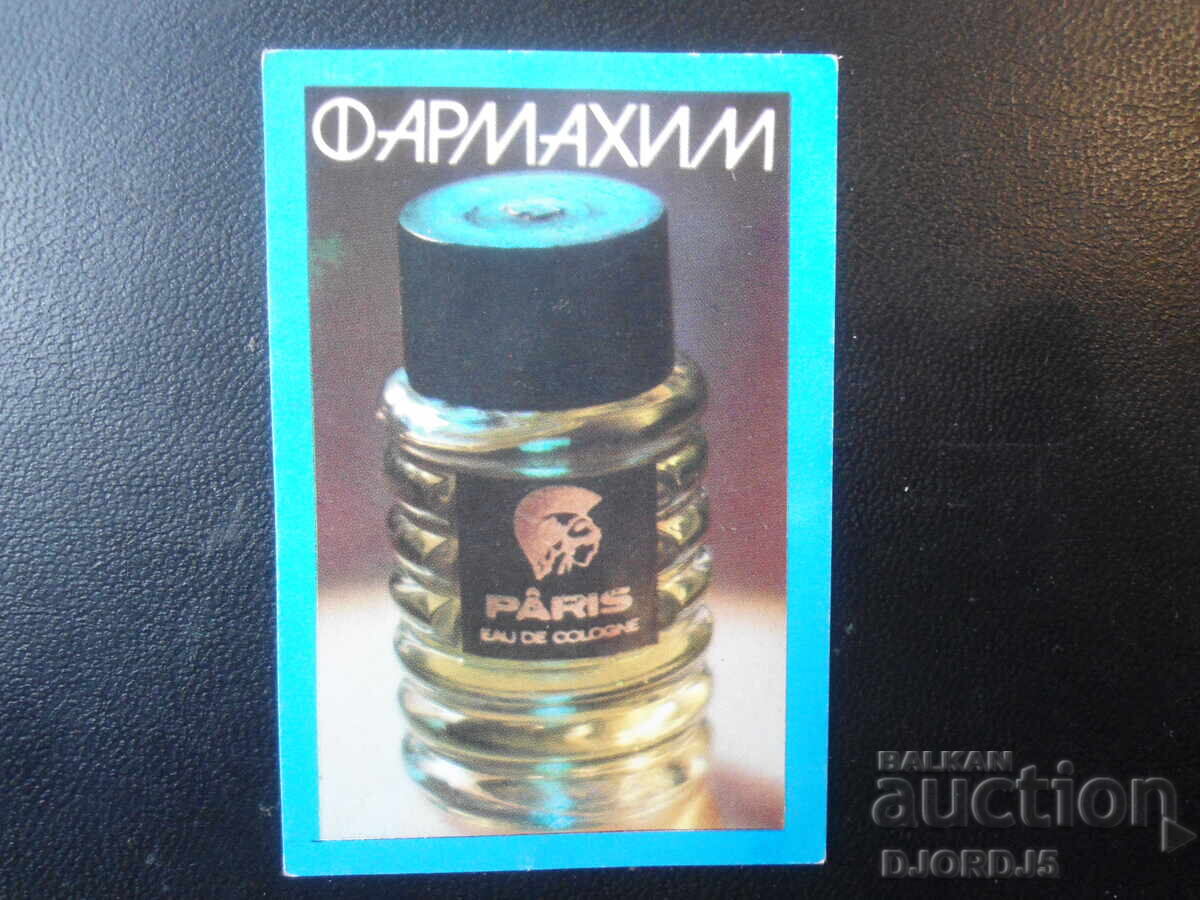 ФАРМАХИМ
PÂRIS
EAU DE COLOGNE
BALKAN
auction
DJORDJ5